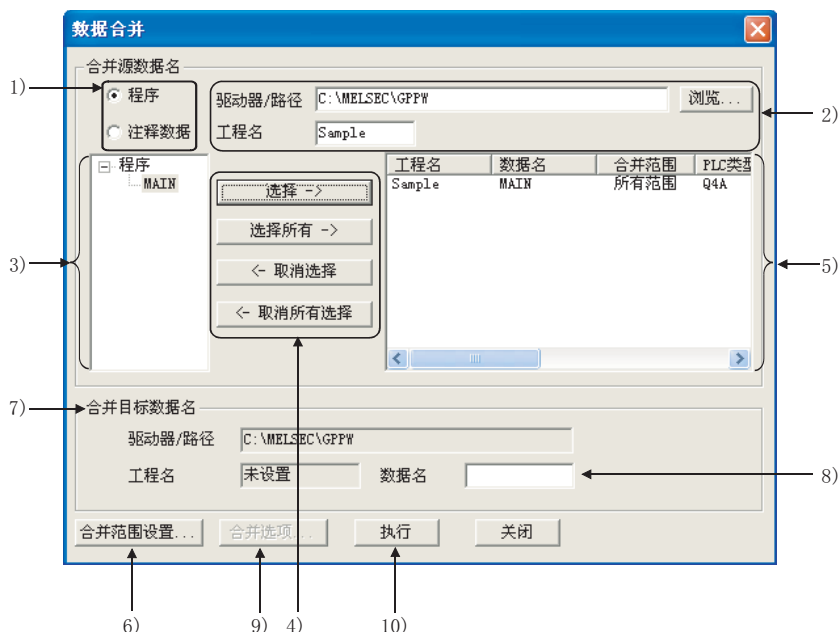 数据合并
合并源数据名
1)
程序
注释数据
驱动器/路径 C:\MELSEC\GPPW 浏览...
2)
工程名 Sample
3)
程序
MAIN
选择 ->
选择所有 ->
<- 取消选择
<- 取消所有选择
工程名 数据名 合并范围 PLC类型
Sample MAIN 所有范围 Q4A
5)
7)
合并目标数据名
驱动器/路径 C:\MELSEC\GPPW
工程名 未设置 数据名
8)
合并范围设置... 合并选项... 执行 关闭
6) 9) 4) 10)